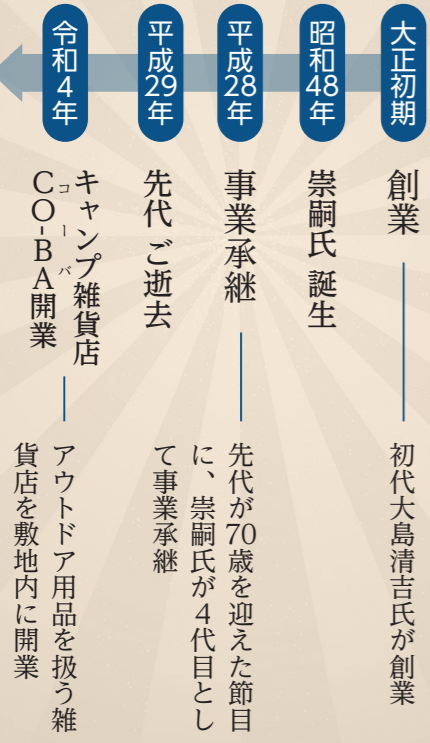 大正初期
創業
初代大島清吉氏が創業
昭和48年
崇嗣氏 誕生
平成28年
事業承継
先代が70歳を迎えた節目
に、崇嗣氏が4代目とし
て事業承継
平成29年
先代 ご逝去
令和4年
キャンプ雑貨店
CO-BA開業
コーバ
アウトドア用品を扱う雑
貨店を敷地内に開業